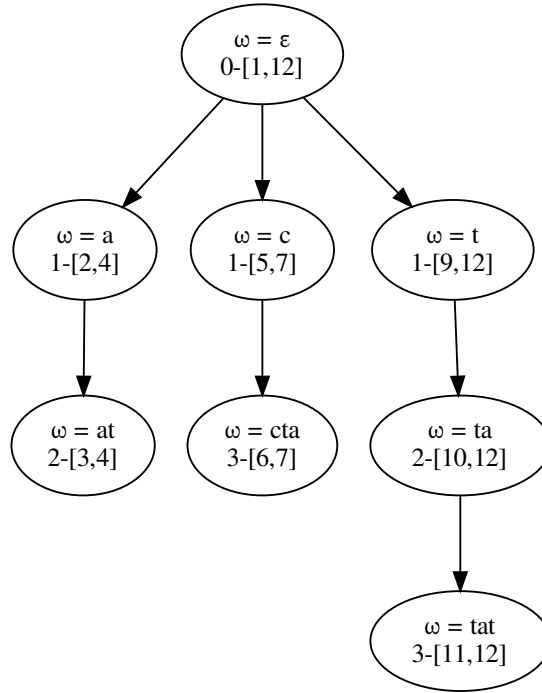 ω = ε
0-[1,12]
ω = a
1-[2,4]
ω = c
1-[5,7]
ω = t
1-[9,12]
ω = at
2-[3,4]
ω = cta
3-[6,7]
ω = ta
2-[10,12]
ω = tat
3-[11,12]